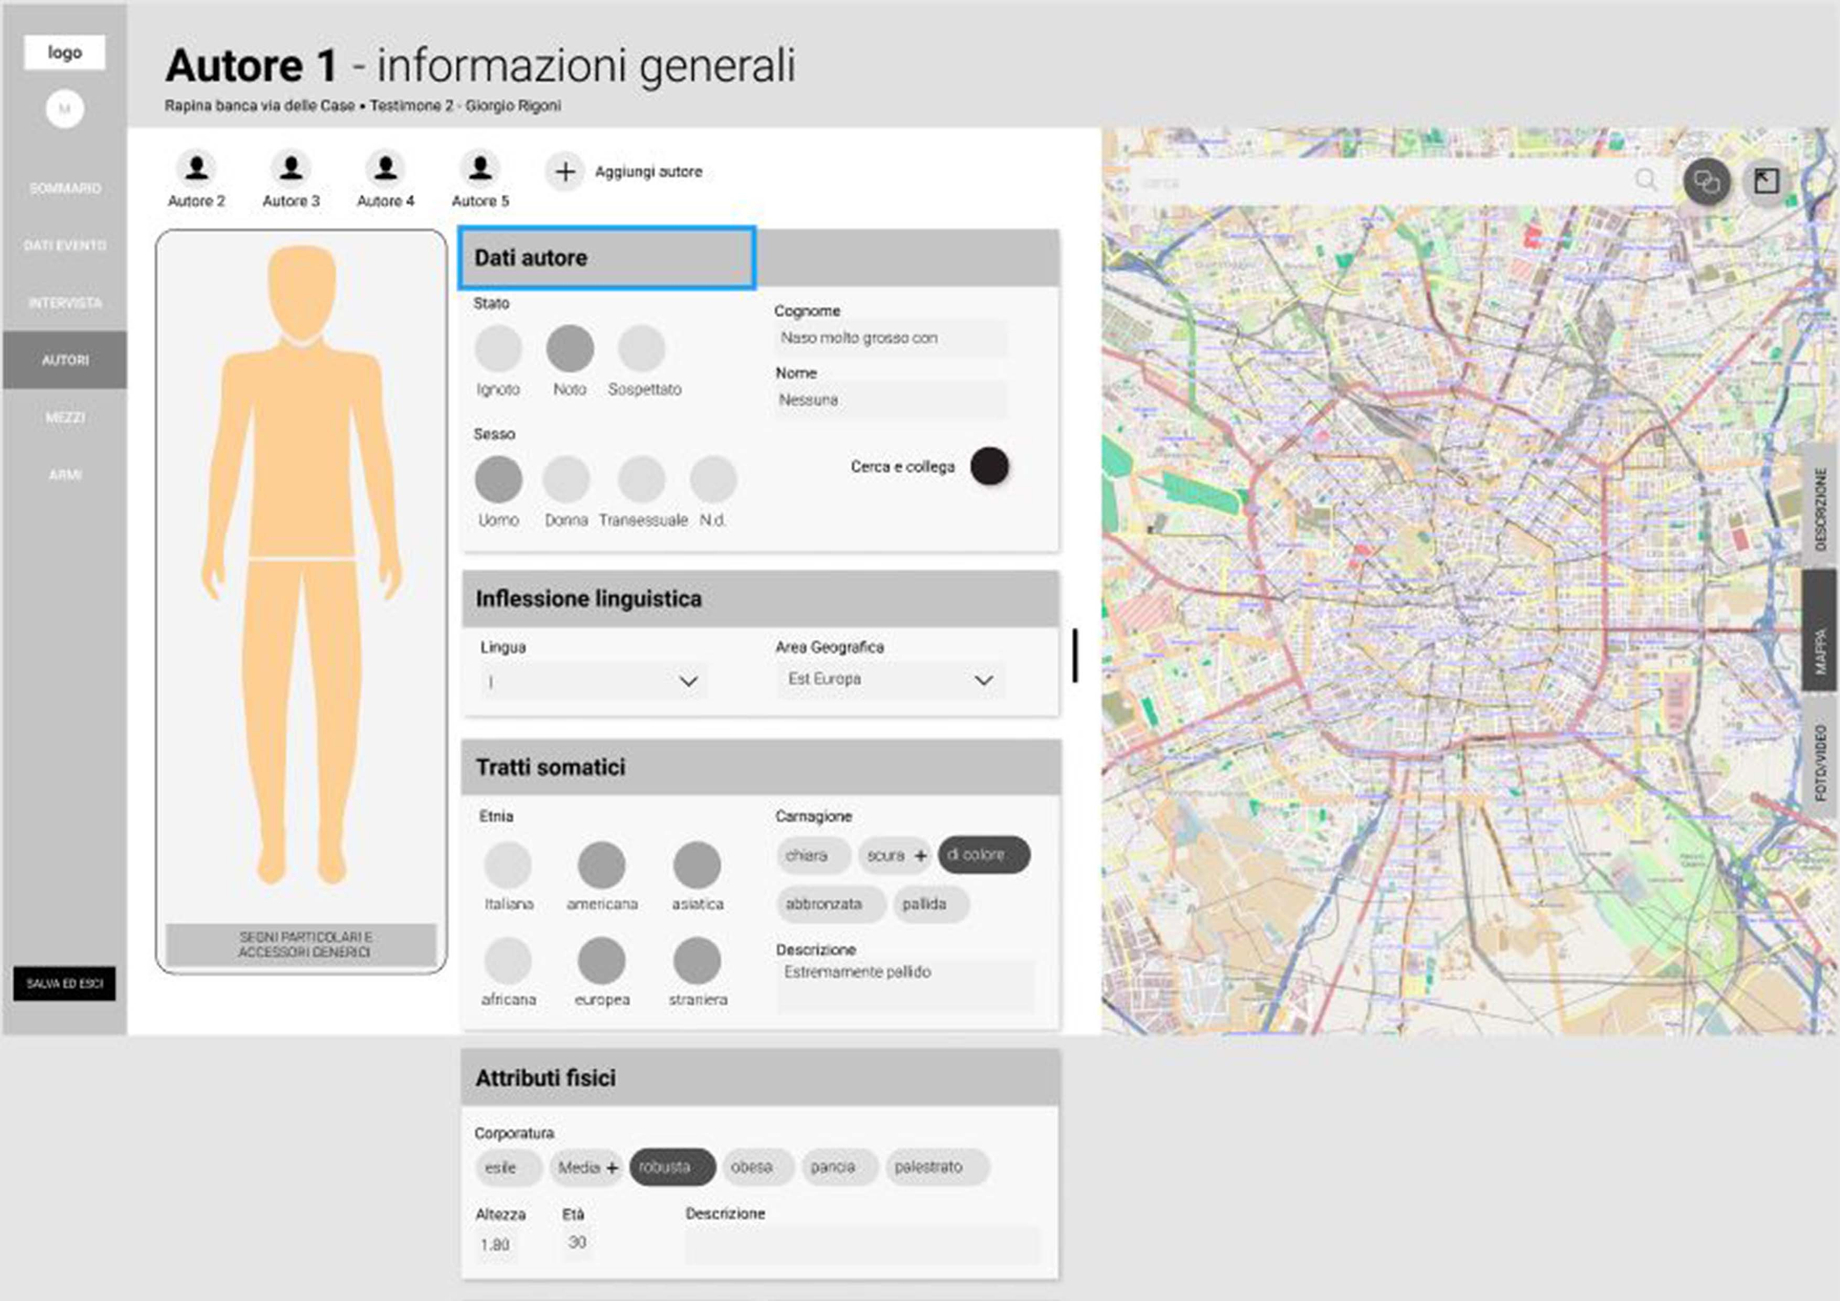 logo
M
SOMMARIO
DATI EVENTO
INTERVISTA
AUTORI
MEZZI
ARMI
SALVA ED ESCI
Autore 1 - informazioni generali
Rapina banca via delle Case • Testimone 2 - Giorgio Rigoni
Autore 2
Autore 3
Autore 4
Autore 5
+ Aggiungi autore
SEGNI PARTICOLARI E
ACCESSORI GENERICI
Dati autore
Stato
Ignoto Noto Sospettato
Cognome
Naso molto grosso con
Nome
Nessuna
Sesso
Uomo Donna Transessuale N.d.
Cerca e collega
Inflessione linguistica
Lingua
Area Geografica
Est Europa
Tratti somatici
Etnia
Italiana americana asiatica
africana europea straniera
Carnagione
chiara scura + di colore
abbronzata pallida
Descrizione
Estremamente pallido
Attributi fisici
Corporatura
esile Media + robusta obesa pancia palestrato
Altezza
1.80
Età
30
Descrizione
cerca
DESCRIZIONE
MAPPA
FOTO/VIDEO